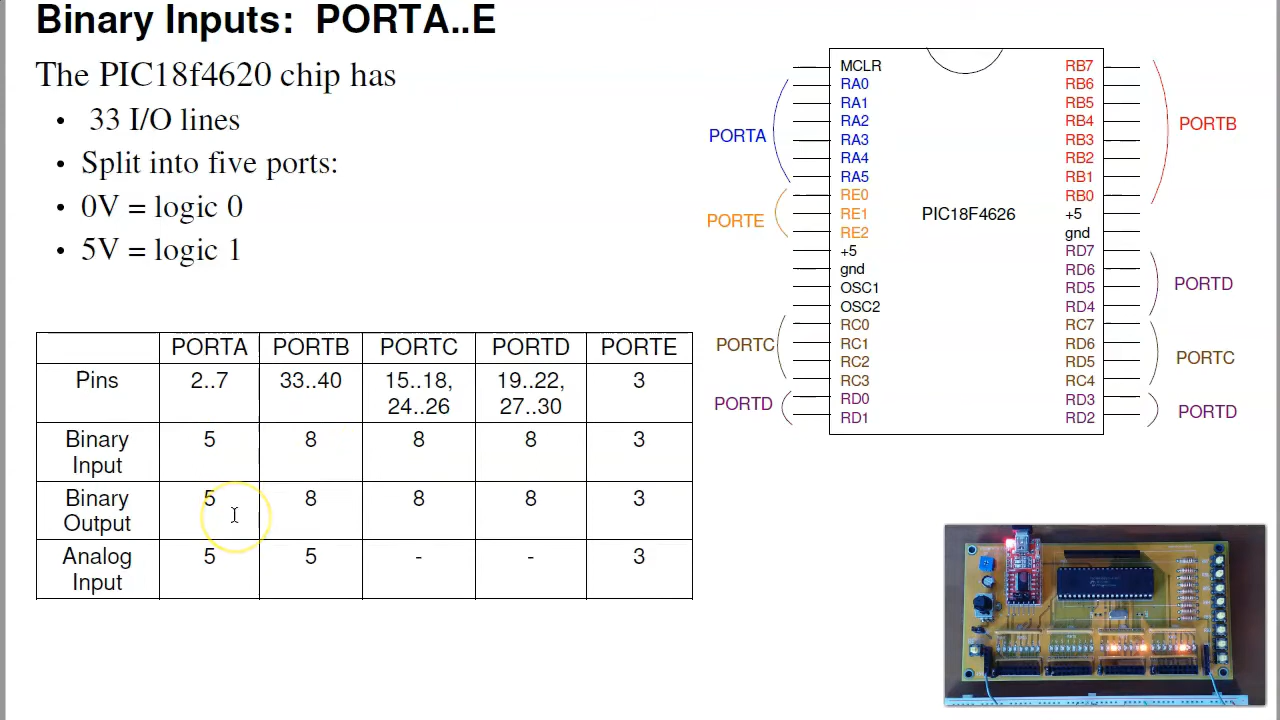 Binary Inputs: PORTA..E
The PIC18f4620 chip has
• 33 I/O lines
• Split into five ports:
• 0V = logic 0
• 5V = logic 1
PORTA PORTB PORTC PORTD PORTE
Pins 2..7 33..40 15..18, 19..22, 3
24..26 27..30
Binary 5 8 8 8 3
Input
Binary 5 8 8 8 3
Output
Analog 5 5 - - 3
Input
MCLR RB7
RA0 RB6
RA1 RB5
RA2 RB4
PORTA PORTB
RA3 RB3
RA4 RB2
RA5 RB1
RE0 RB0
RE1 PIC18F4626 +5
PORTE
RE2 gnd
+5 RD7
gnd RD6
PORTD
OSC1 RD5
OSC2 RD4
RC0 RC7
RC1 RD6
PORTC PORTC
RC2 RD5
RC3 RC4
RD0 RD3
PORTD PORTD
RD1 RD2